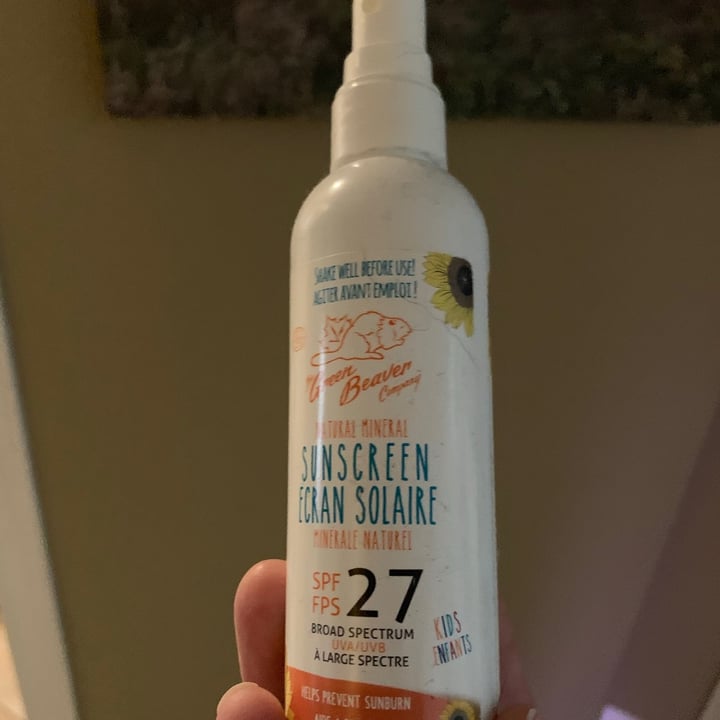 SHAKE WELL BEFORE USE!
AGITER AVANT EMPLOI!
Green
Beaver
Company
NATURAL MINERAL
SUNSCREEN
ECRAN SOLAIRE
MINERALE NATUREL
SPF
FPS
27
BROAD SPECTRUM
UVA/UVB
À LARGE SPECTRE
KIDS
ENFANTS
HELPS PREVENT SUNBURN